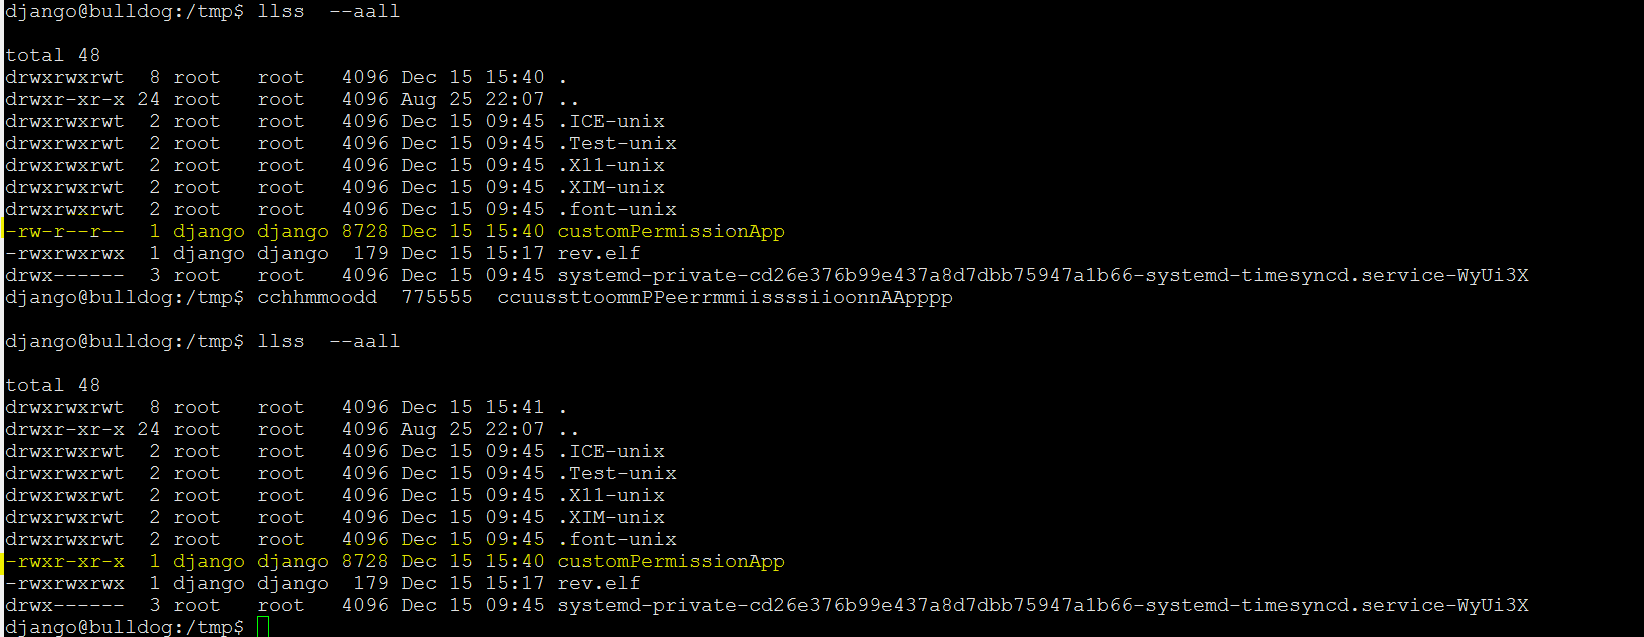 django@bulldog:/tmp$ llss  --aall
total 48
drwxrwxrwt  8 root   root   4096 Dec 15 15:40 .
drwxr-xr-x 24 root   root   4096 Aug 25 22:07 ..
drwxrwxrwt  2 root   root   4096 Dec 15 09:45 .ICE-unix
drwxrwxrwt  2 root   root   4096 Dec 15 09:45 .Test-unix
drwxrwxrwt  2 root   root   4096 Dec 15 09:45 .X11-unix
drwxrwxrwt  2 root   root   4096 Dec 15 09:45 .XIM-unix
drwxrwxrwt  2 root   root   4096 Dec 15 09:45 .font-unix
-rw-r--r--  1 django django 8728 Dec 15 15:40 customPermissionApp
-rwxrwxrwx  1 django django  179 Dec 15 15:17 rev.elf
drwx------  3 root   root   4096 Dec 15 09:45 systemd-private-cd26e376b99e437a8d7dbb75947a1b66-systemd-timesyncd.service-WyUi3X
django@bulldog:/tmp$ cchhmmoodd  775555  ccuussttoommPPeerrmmiissssiioonnAApppp
django@bulldog:/tmp$ llss  --aall
total 48
drwxrwxrwt  8 root   root   4096 Dec 15 15:41 .
drwxr-xr-x 24 root   root   4096 Aug 25 22:07 ..
drwxrwxrwt  2 root   root   4096 Dec 15 09:45 .ICE-unix
drwxrwxrwt  2 root   root   4096 Dec 15 09:45 .Test-unix
drwxrwxrwt  2 root   root   4096 Dec 15 09:45 .X11-unix
drwxrwxrwt  2 root   root   4096 Dec 15 09:45 .XIM-unix
drwxrwxrwt  2 root   root   4096 Dec 15 09:45 .font-unix
-rwxr-xr-x  1 django django 8728 Dec 15 15:40 customPermissionApp
-rwxrwxrwx  1 django django  179 Dec 15 15:17 rev.elf
drwx------  3 root   root   4096 Dec 15 09:45 systemd-private-cd26e376b99e437a8d7dbb75947a1b66-systemd-timesyncd.service-WyUi3X
django@bulldog:/tmp$